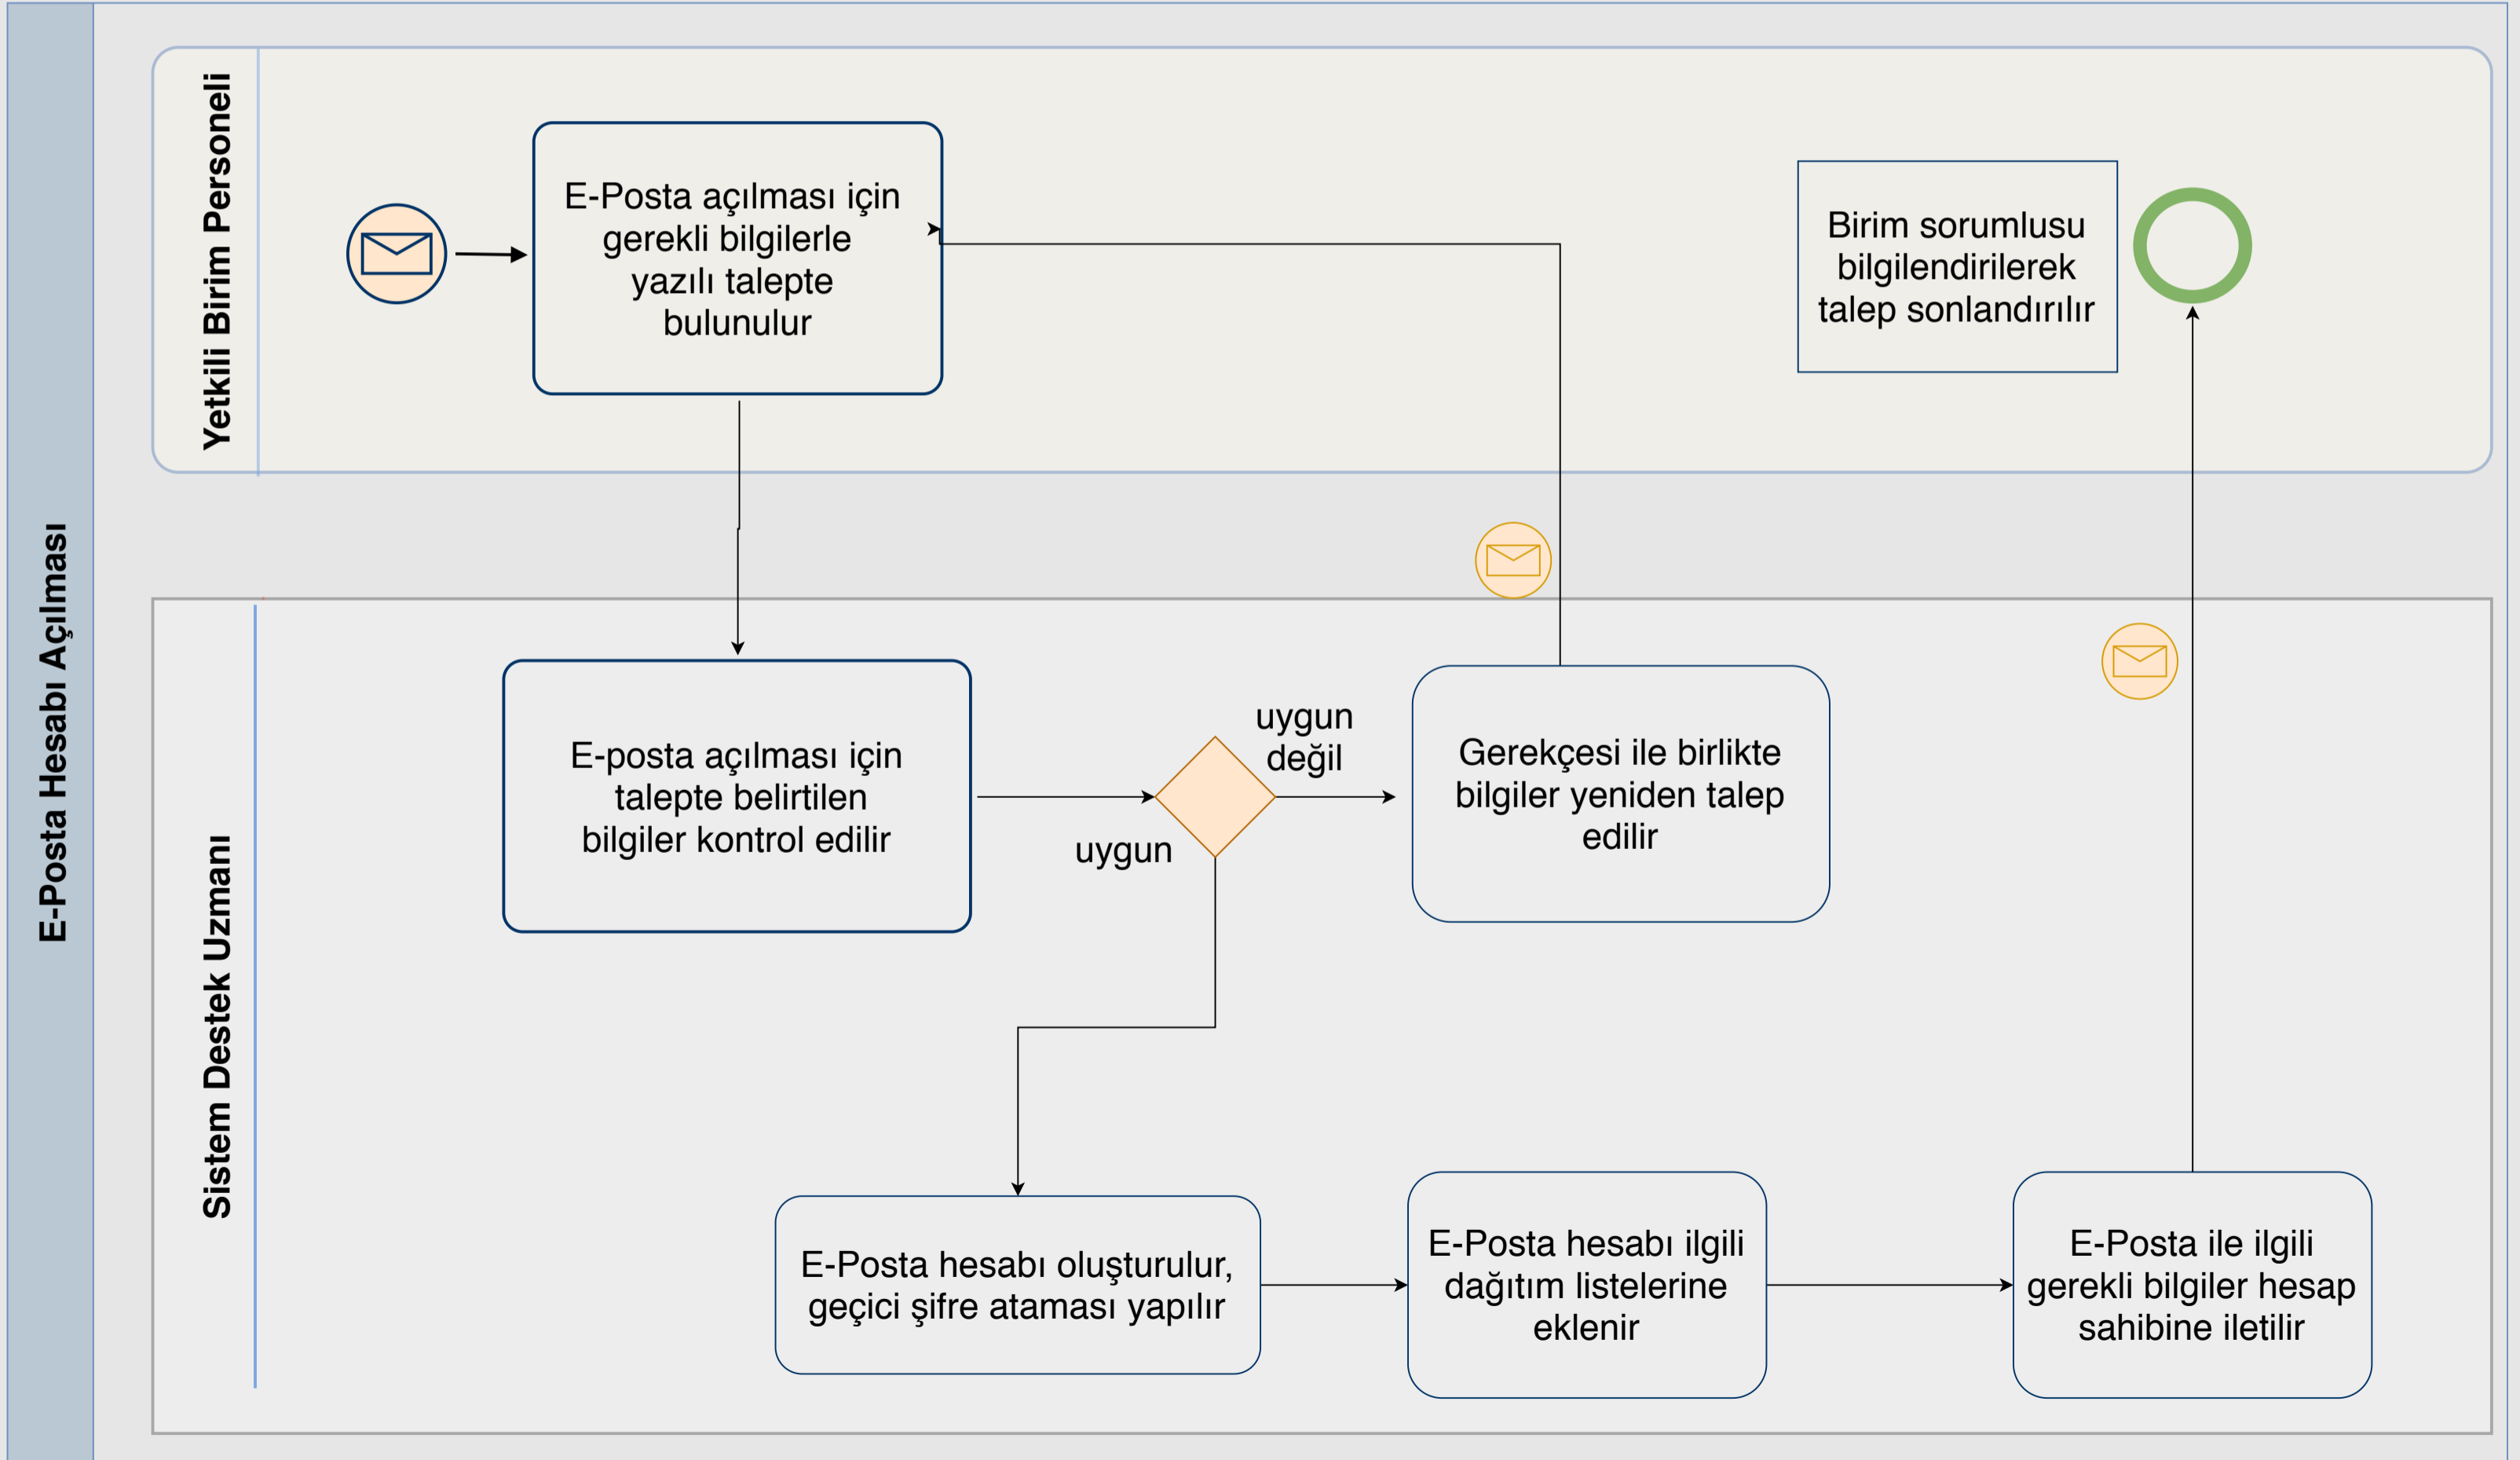 E-Posta Hesabı Açılması
Yetkili Birim Personeli
E-Posta açılması için
gerekli bilgilerle
yazılı talepte
bulunulur
Birim sorumlusu
bilgilendirilerek
talep sonlandırılır
Sistem Destek Uzmanı
E-posta açılması için
talepte belirtilen
bilgiler kontrol edilir
uygun
değil
uygun
Gerekçesi ile birlikte
bilgiler yeniden talep
edilir
E-Posta hesabı oluşturulur,
geçici şifre ataması yapılır
E-Posta hesabı ilgili
dağıtım listelerine
eklenir
E-Posta ile ilgili
gerekli bilgiler hesap
sahibine iletilir